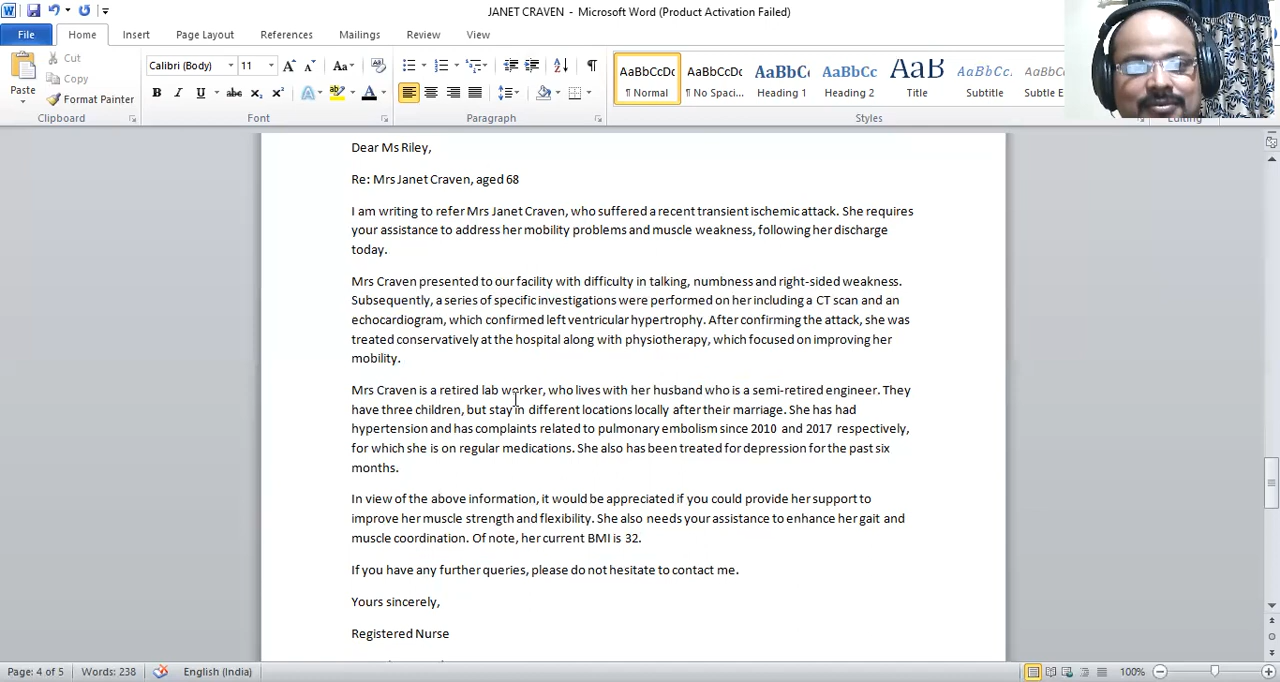 JANET CRAVEN - Microsoft Word (Product Activation Failed)
File Home Insert Page Layout References Mailings Review View
Cut
Copy
Format Painter
Paste
Calibri (Body) 11
AaBbCcDc AaBbCcDc AaBbC AaBbCc AaB AaBbCc. AaBbCc
¶ Normal ¶ No Spaci... Heading 1 Heading 2 Title Subtitle Subtle E
Clipboard Font Paragraph Styles Editing
Dear Ms Riley,
Re: Mrs Janet Craven, aged 68
I am writing to refer Mrs Janet Craven, who suffered a recent transient ischemic attack. She requires
your assistance to address her mobility problems and muscle weakness, following her discharge
today.
Mrs Craven presented to our facility with difficulty in talking, numbness and right-sided weakness.
Subsequently, a series of specific investigations were performed on her including a CT scan and an
echocardiogram, which confirmed left ventricular hypertrophy. After confirming the attack, she was
treated conservatively at the hospital along with physiotherapy, which focused on improving her
mobility.
Mrs Craven is a retired lab worker, who lives with her husband who is a semi-retired engineer. They
have three children, but stay in different locations locally after their marriage. She has had
hypertension and has complaints related to pulmonary embolism since 2010 and 2017 respectively,
for which she is on regular medications. She also has been treated for depression for the past six
months.
In view of the above information, it would be appreciated if you could provide her support to
improve her muscle strength and flexibility. She also needs your assistance to enhance her gait and
muscle coordination. Of note, her current BMI is 32.
If you have any further queries, please do not hesitate to contact me.
Yours sincerely,
Registered Nurse
Page: 4 of 5 Words: 238 English (India) 100%